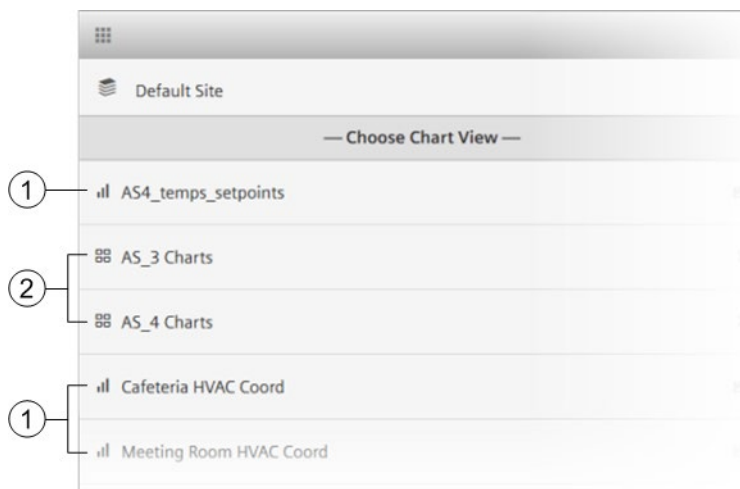 Default Site
— Choose Chart View —
1 AS4_temps_setpoints
AS_3 Charts
2
AS_4 Charts
Cafeteria HVAC Coord
1
Meeting Room HVAC Coord